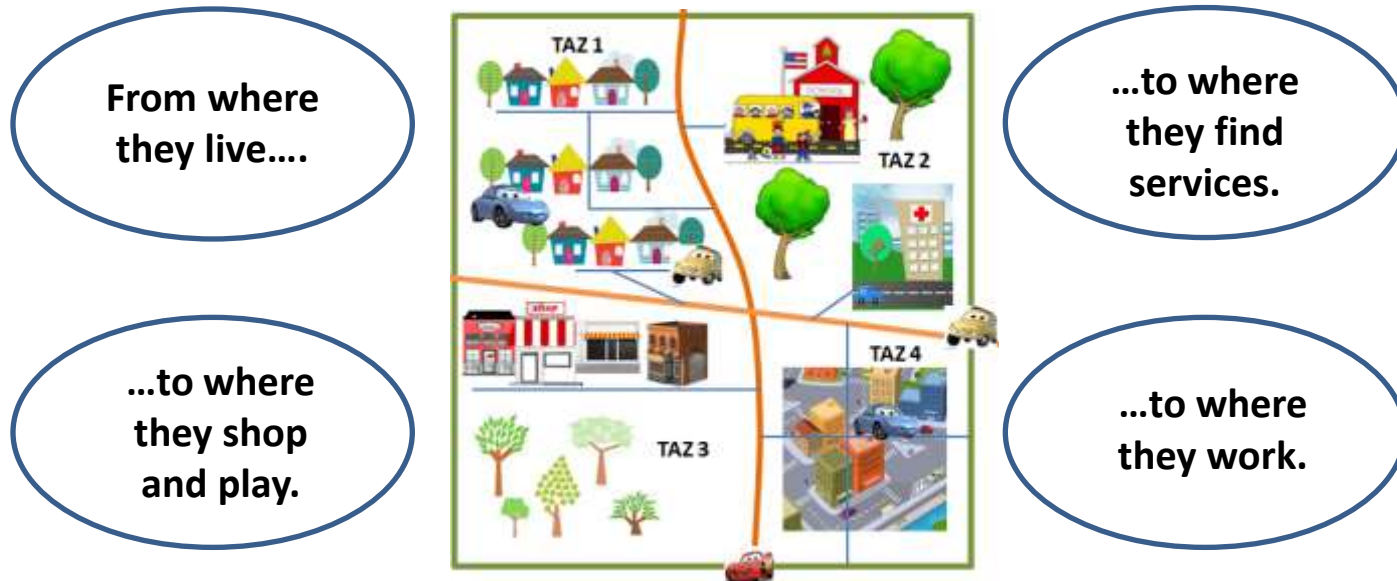 From where
they live....
TAZ 1
SCHOOL
TAZ 2
…to where
they find
services.
shop
…to where
they shop
and play.
TAZ 3
TAZ 4
…to where
they work.